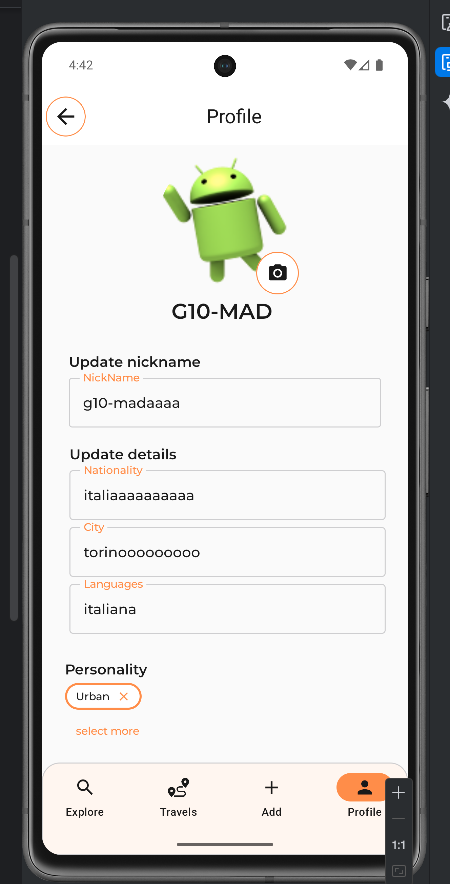 4:42
Profile
G10-MAD
Update nickname
NickName
g10-madaaaa
Update details
Nationality
italiaaaaaaaaaa
City
torinooooooooo
Languages
italiana
Personality
Urban
select more
Explore Travels Add Profile
1:1